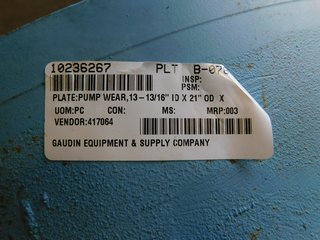 10236267 PLT B-07
INSP:
PSM:
PLATE:PUMP WEAR,13-13/16" ID X 21" OD X
UOM:PC CON: MS: MRP:003
VENDOR:417064
GAUDIN EQUIPMENT & SUPPLY COMPANY